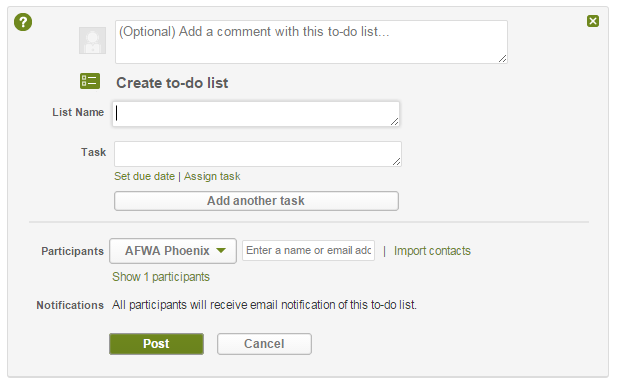 ?
(Optional) Add a comment with this to-do list...
Create to-do list
List Name
Task
Set due date | Assign task
Add another task
Participants AFWA Phoenix Enter a name or email adc | Import contacts
Show 1 participants
Notifications All participants will receive email notification of this to-do list.
Post Cancel